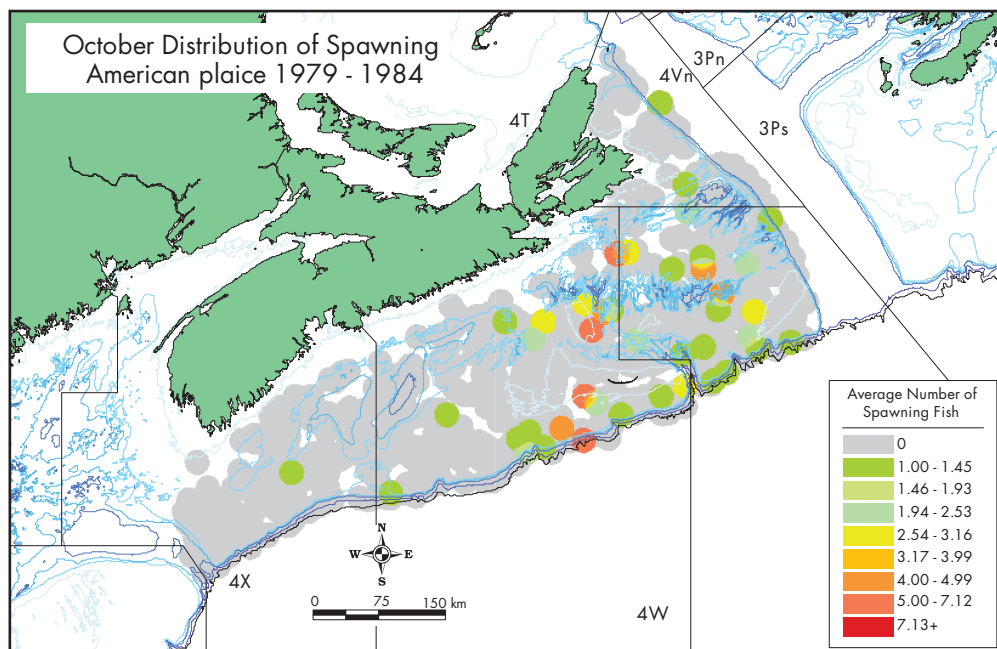 October Distribution of Spawning
American plaice 1979 - 1984
3Pn
4Vn
4T
3Ps
Average Number of
Spawning Fish
0
1.00 - 1.45
1.46 - 1.93
1.94 - 2.53
2.54 - 3.16
3.17 - 3.99
4.00 - 4.99
5.00 - 7.12
7.13+
N
W E
S
4X
0 75 150 km
4W